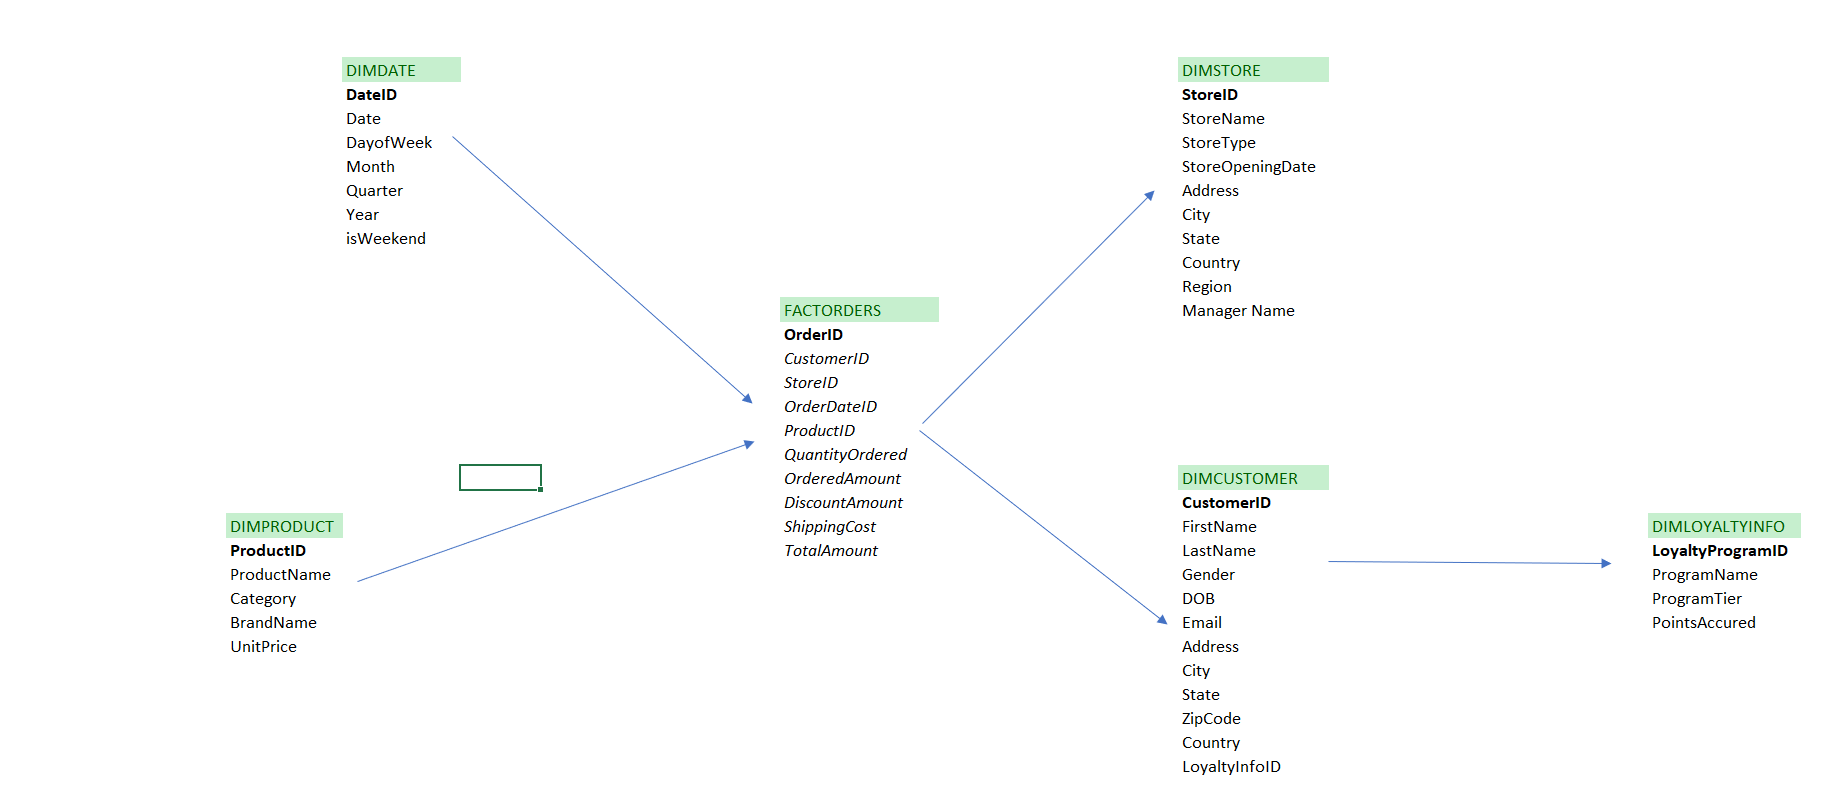 DIMDATE
DateID
Date
DayofWeek
Month
Quarter
Year
isWeekend
DIMSTORE
StoreID
StoreName
StoreType
StoreOpeningDate
Address
City
State
Country
Region
Manager Name
FACTORDERS
OrderID
CustomerID
StoreID
OrderDateID
ProductID
QuantityOrdered
OrderedAmount
DiscountAmount
ShippingCost
TotalAmount
DIMPRODUCT
ProductID
ProductName
Category
BrandName
UnitPrice
DIMCUSTOMER
CustomerID
FirstName
LastName
Gender
DOB
Email
Address
City
State
ZipCode
Country
LoyaltyInfoID
DIMLOYALTYINFO
LoyaltyProgramID
ProgramName
ProgramTier
PointsAccured